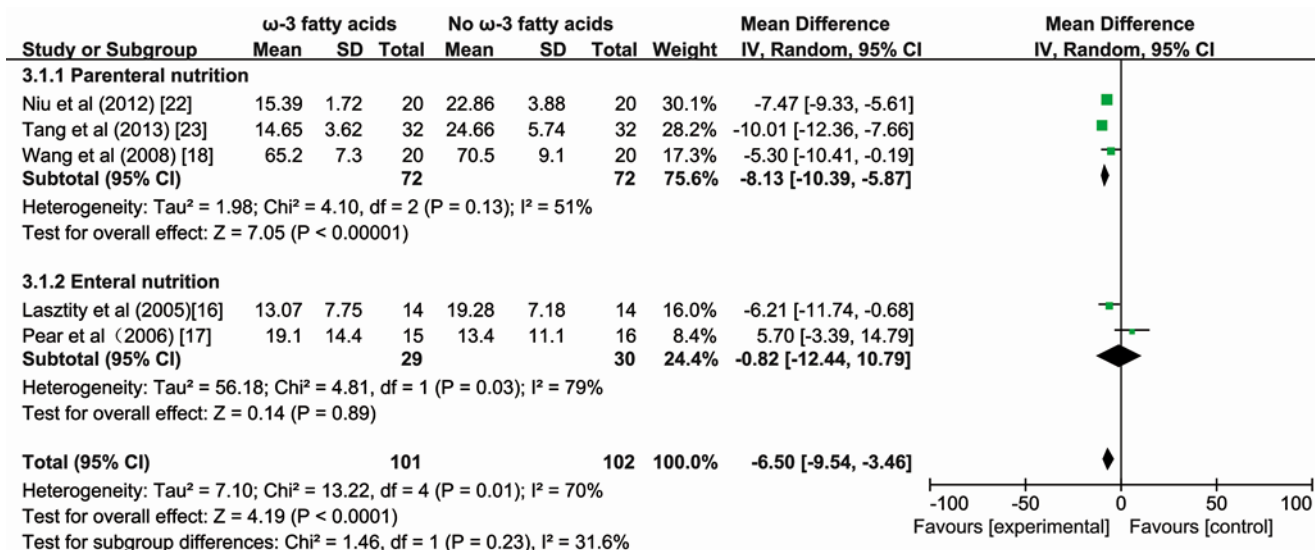 ω-3 fatty acids No ω-3 fatty acids Mean Difference Mean Difference
Study or Subgroup Mean SD Total Mean SD Total Weight IV, Random, 95% CI IV, Random, 95% CI
3.1.1 Parenteral nutrition
Niu et al (2012) [22] 15.39 1.72 20 22.86 3.88 20 30.1% -7.47 [-9.33, -5.61]
Tang et al (2013) [23] 14.65 3.62 32 24.66 5.74 32 28.2% -10.01 [-12.36, -7.66]
Wang et al (2008) [18] 65.2 7.3 20 70.5 9.1 20 17.3% -5.30 [-10.41, -0.19]
Subtotal (95% CI) 72 72 75.6% -8.13 [-10.39, -5.87]
Heterogeneity: Tau² = 1.98; Chi² = 4.10, df = 2 (P = 0.13); I² = 51%
Test for overall effect: Z = 7.05 (P < 0.00001)
3.1.2 Enteral nutrition
Lasztity et al (2005)[16] 13.07 7.75 14 19.28 7.18 14 16.0% -6.21 [-11.74, -0.68]
Pear et al（2006) [17] 19.1 14.4 15 13.4 11.1 16 8.4% 5.70 [-3.39, 14.79]
Subtotal (95% CI) 29 30 24.4% -0.82 [-12.44, 10.79]
Heterogeneity: Tau² = 56.18; Chi² = 4.81, df = 1 (P = 0.03); I² = 79%
Test for overall effect: Z = 0.14 (P = 0.89)
Total (95% CI) 101 102 100.0% -6.50 [-9.54, -3.46]
Heterogeneity: Tau² = 7.10; Chi² = 13.22, df = 4 (P = 0.01); I² = 70%
Test for overall effect: Z = 4.19 (P < 0.0001)
Test for subgroup differences: Chi² = 1.46, df = 1 (P = 0.23), I² = 31.6%
-100 -50 0 50 100
Favours [experimental] Favours [control]